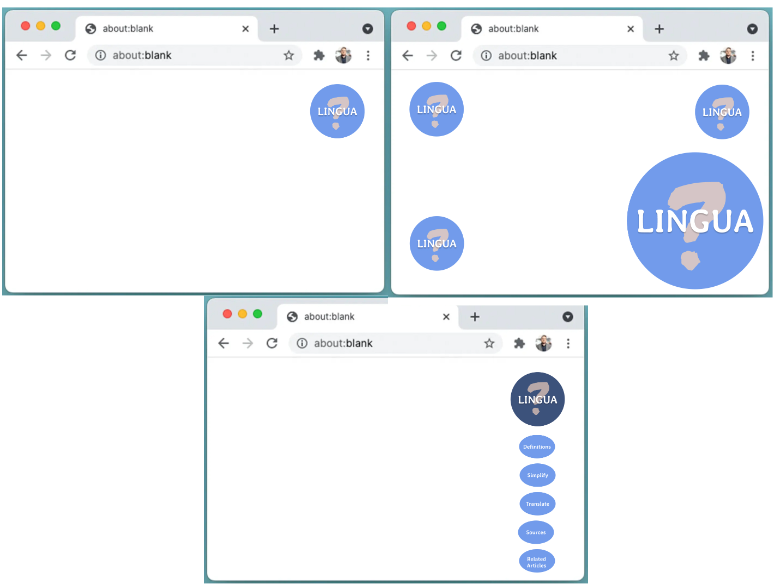 about:blank
about:blank
LINGUA
about:blank
about:blank
LINGUA
LINGUA
LINGUA
LINGUA
about:blank
about:blank
LINGUA
Definitions
Simplify
Translate
Sources
Related
Articles